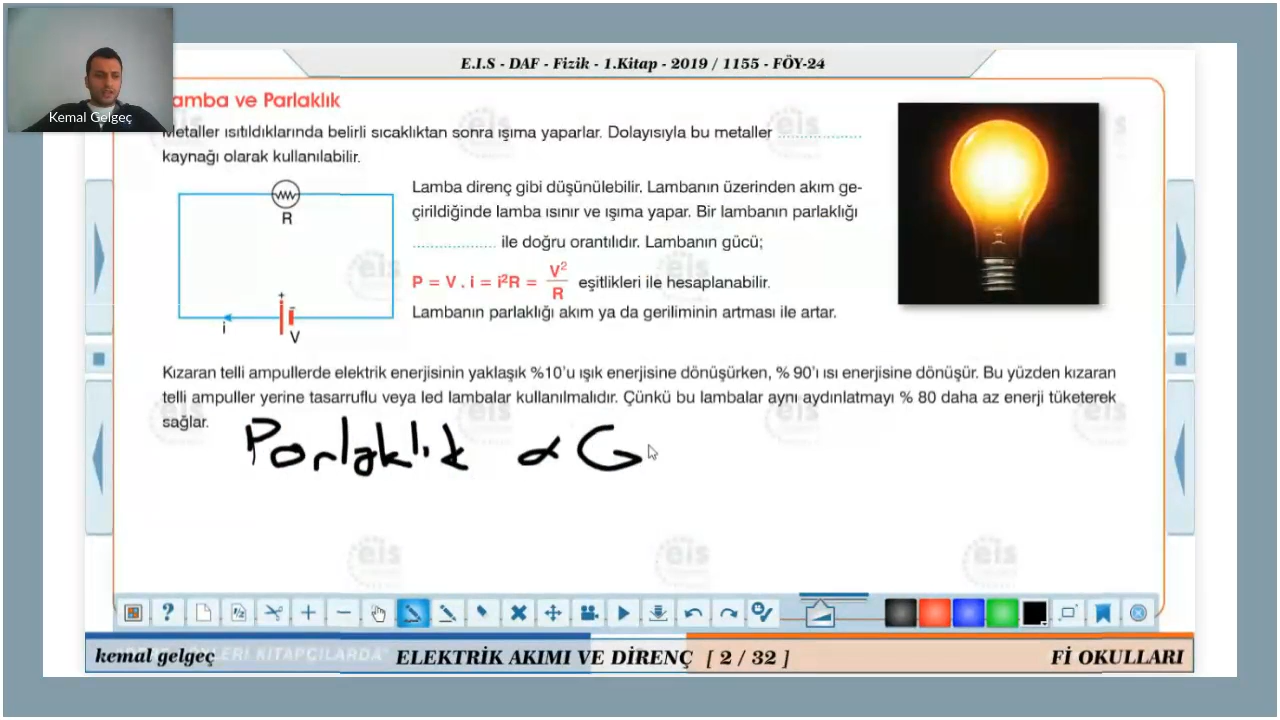 E.I.S - DAF - Fizik - 1.Kitap - 2019 / 1155 - FÖY-24
Kemal Gelgeç
amba ve Parlaklık
Metaller ısıtıldıklarında belirli sıcaklıktan sonra ışıma yaparlar. Dolayısıyla bu metaller ....................
kaynağı olarak kullanılabilir.
R
+
i
V
Lamba direnç gibi düşünülebilir. Lambanın üzerinden akım ge-
çirildiğinde lamba ısınır ve ışıma yapar. Bir lambanın parlaklığı
.................... ile doğru orantılıdır. Lambanın gücü;
P = V . i = i²R = V²/R eşitlikleri ile hesaplanabilir.
Lambanın parlaklığı akım ya da geriliminin artması ile artar.
Kızaran telli ampullerde elektrik enerjisinin yaklaşık %10'u ışık enerjisine dönüşürken, % 90'ı ısı enerjisine dönüşür. Bu yüzden kızaran
telli ampuller yerine tasarruflu veya led lambalar kullanılmalıdır. Çünkü bu lambalar aynı aydınlatmayı % 80 daha az enerji tüketerek
sağlar.
Parlaklık α G
eis
kemal gelgeç
KİTAPÇILARDA"
ELEKTRİK AKIMI VE DİRENÇ [ 2 / 32 ]
Fİ OKULLARI